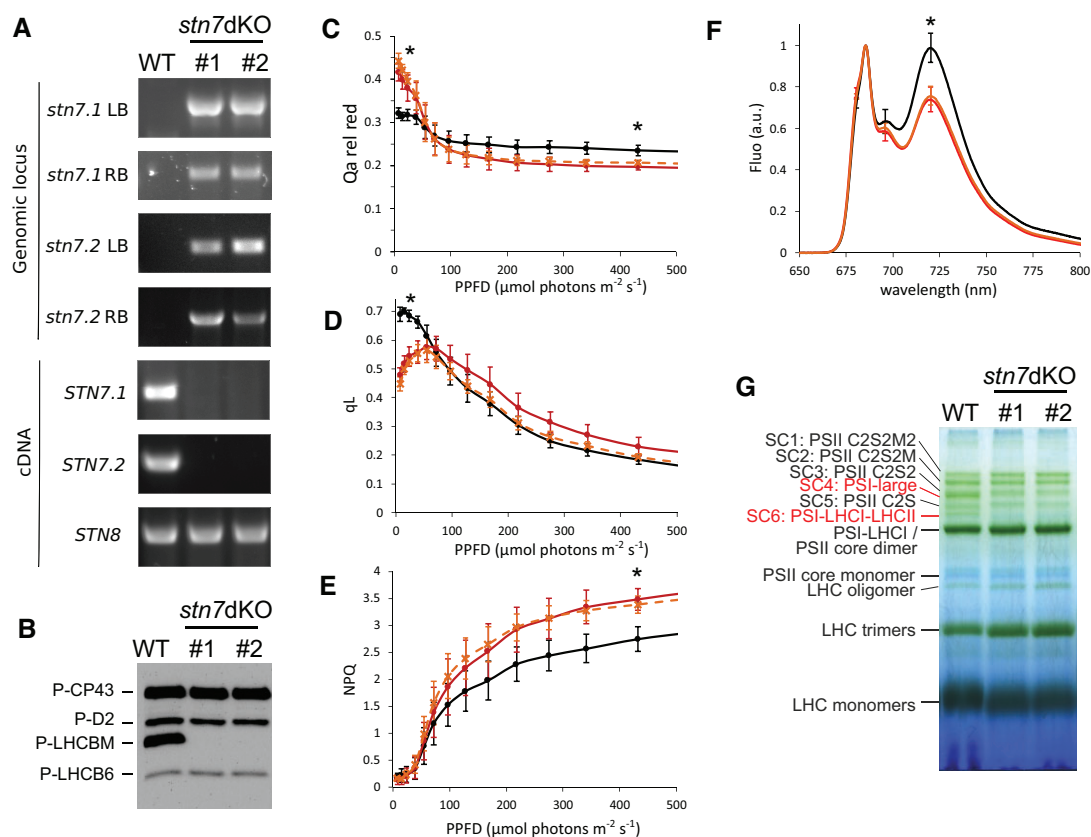 A
stn7dKO
WT #1 #2
Genomic locus
stn7.1 LB
stn7.1 RB
stn7.2 LB
stn7.2 RB
cDNA
STN7.1
STN7.2
STN8
B
stn7dKO
WT #1 #2
P-CP43
P-D2
P-LHCBM
P-LHCB6
C
Qa rel red
0.5
0.4
0.3
0.2
0.1
0
*
*
0 100 200 300 400 500
PPFD (µmol photons m-2 s-1)
D
qL
0.7
0.6
0.5
0.4
0.3
0.2
0.1
0
*
0 100 200 300 400 500
PPFD (µmol photons m-2 s-1)
E
NPQ
4
3.5
3
2.5
2
1.5
1
0.5
0
*
0 100 200 300 400 500
PPFD (µmol photons m-2 s-1)
F
Fluo (a.u.)
1
0.8
0.6
0.4
0.2
0
*
650 675 700 725 750 775 800
wavelength (nm)
G
stn7dKO
WT #1 #2
SC1: PSII C2S2M2
SC2: PSII C2S2M
SC3: PSII C2S2
SC4: PSI-large
SC5: PSII C2S
SC6: PSI-LHCI-LHCII
PSI-LHCI /
PSII core dimer
PSII core monomer
LHC oligomer
LHC trimers
LHC monomers